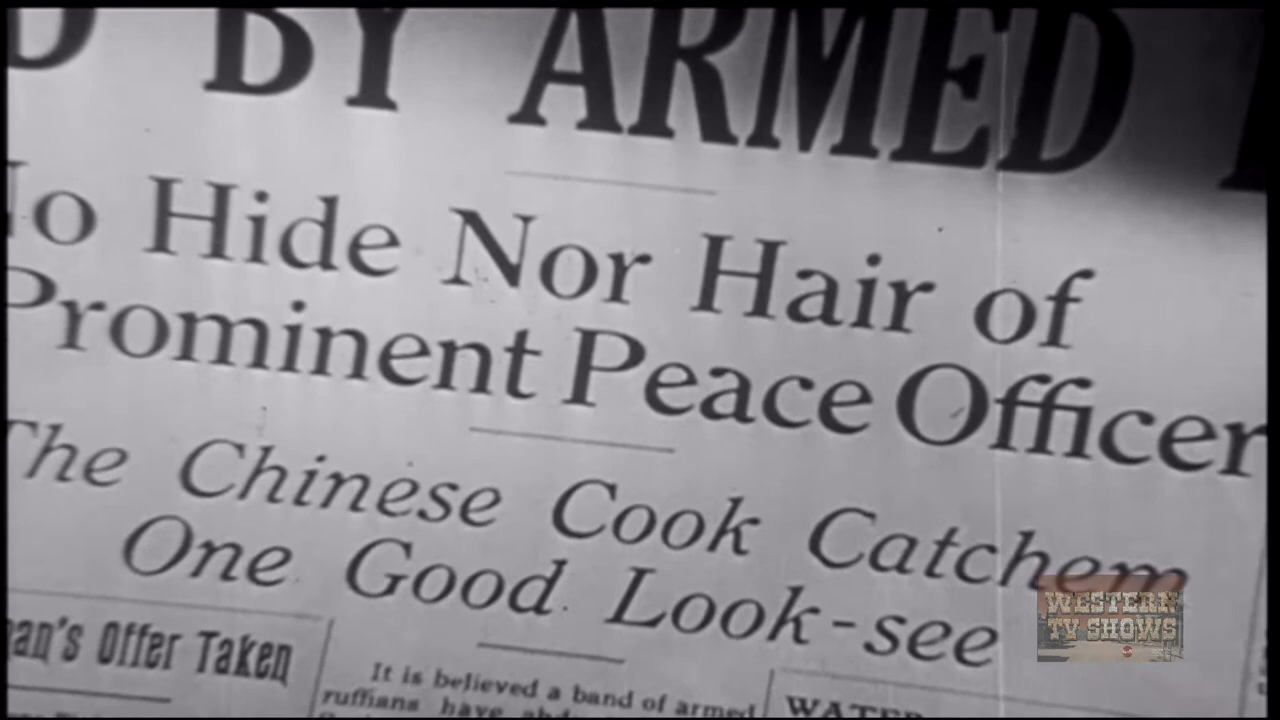 BY ARMED
No Hide Nor Hair of
Prominent Peace Officer
The Chinese Cook Catchem
One Good Look-see
an's Offer Taken
It is believed a band of armed
ruffians have
WATER
WESTERN
TV SHOWS